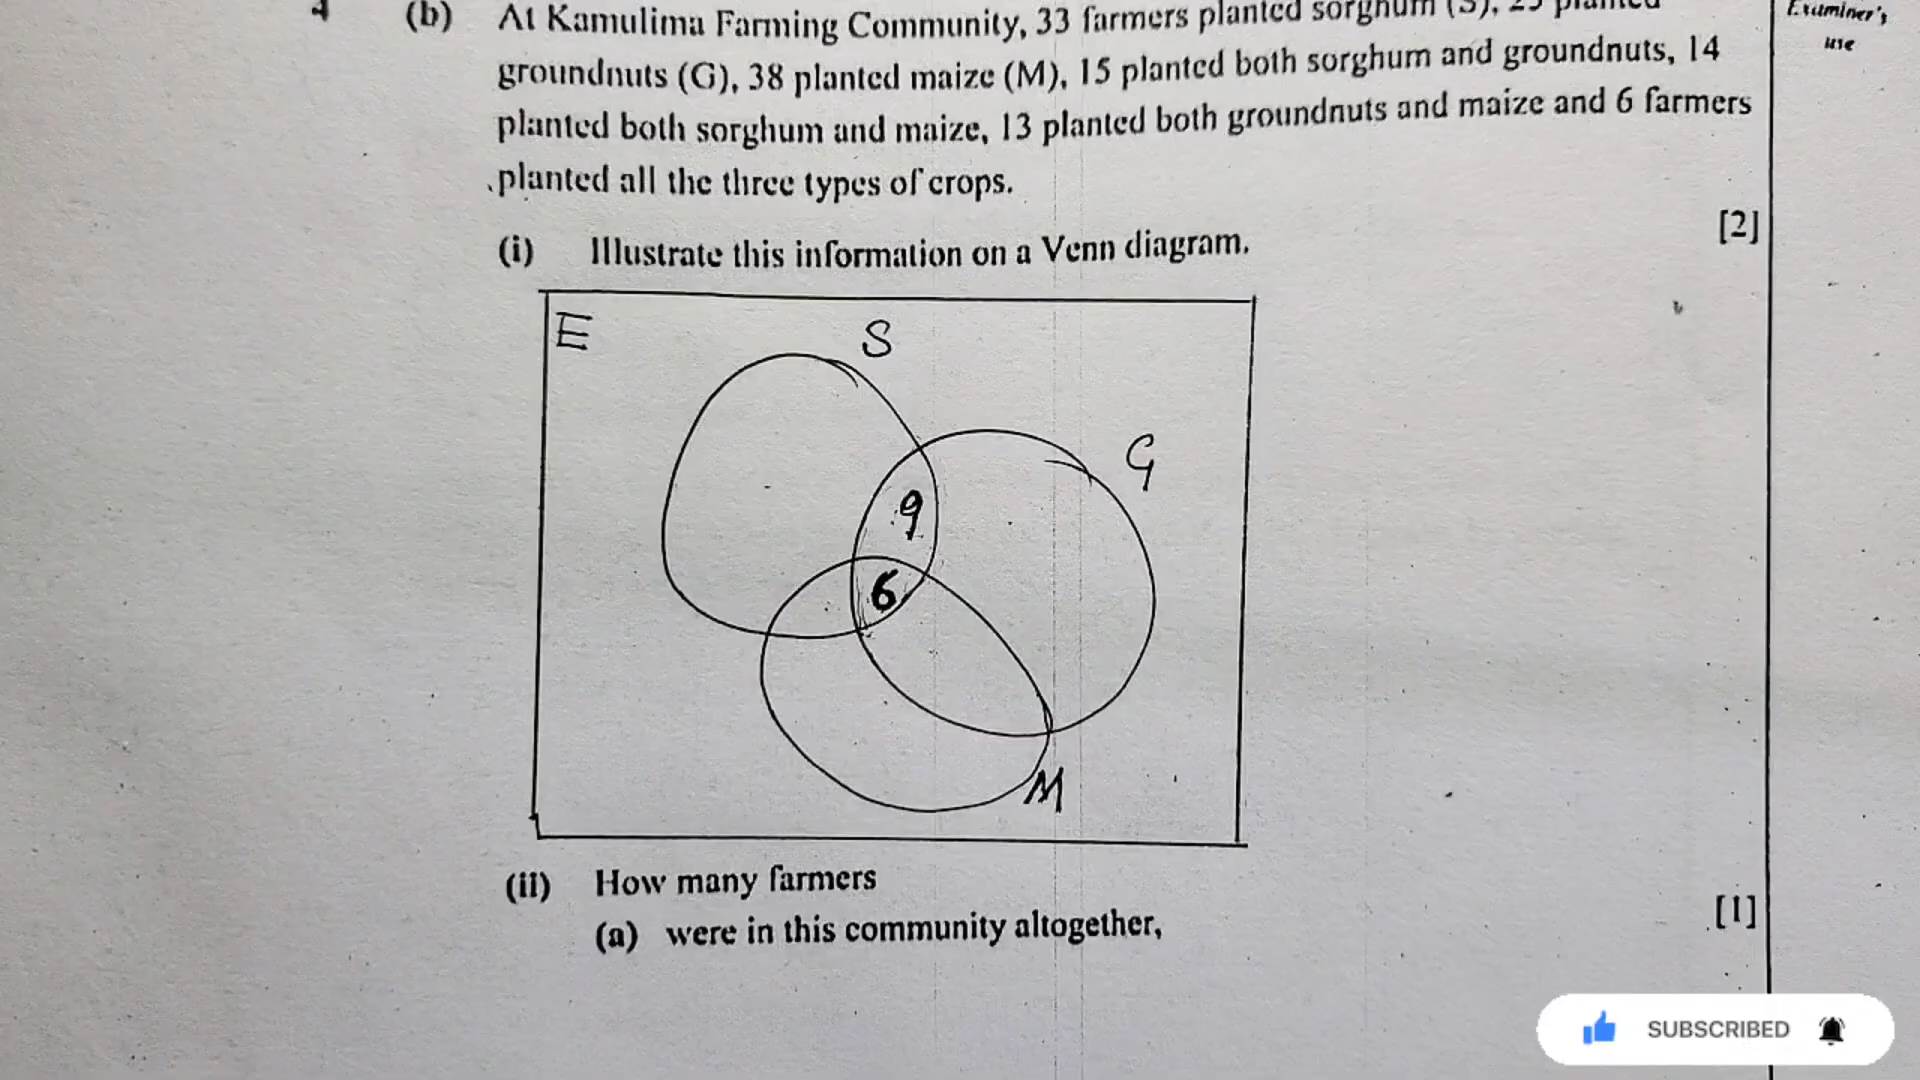 4 (b) At Kamulima Farming Community, 33 farmers planted sorghum (S), 25 planted
Examiner's
use
groundnuts (G), 38 planted maize (M), 15 planted both sorghum and groundnuts, 14
planted both sorghum and maize, 13 planted both groundnuts and maize and 6 farmers
planted all the three types of crops.
(i) Illustrate this information on a Venn diagram. [2]
E S
G
9
6
M
(ii) How many farmers
(a) were in this community altogether, [1]
SUBSCRIBED